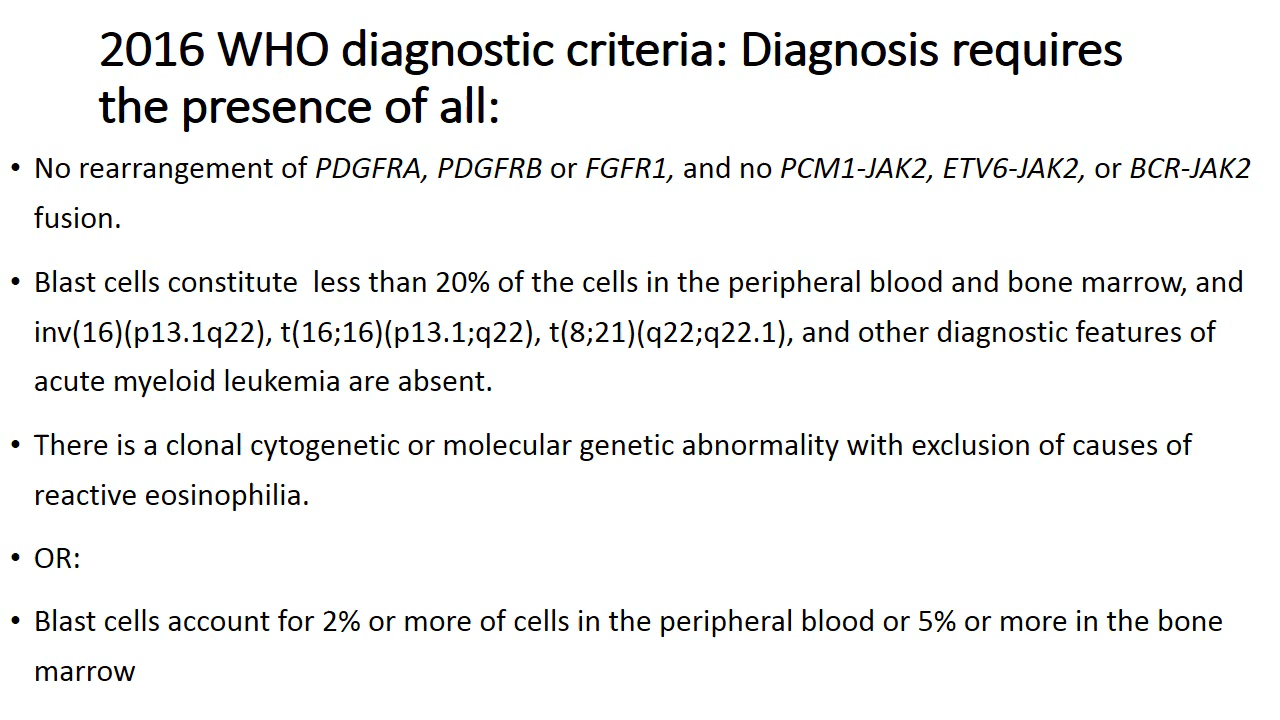 2016 WHO diagnostic criteria: Diagnosis requires
the presence of all:
• No rearrangement of PDGFRA, PDGFRB or FGFR1, and no PCM1-JAK2, ETV6-JAK2, or BCR-JAK2
fusion.
• Blast cells constitute  less than 20% of the cells in the peripheral blood and bone marrow, and
inv(16)(p13.1q22), t(16;16)(p13.1;q22), t(8;21)(q22;q22.1), and other diagnostic features of
acute myeloid leukemia are absent.
• There is a clonal cytogenetic or molecular genetic abnormality with exclusion of causes of
reactive eosinophilia.
• OR:
• Blast cells account for 2% or more of cells in the peripheral blood or 5% or more in the bone
marrow